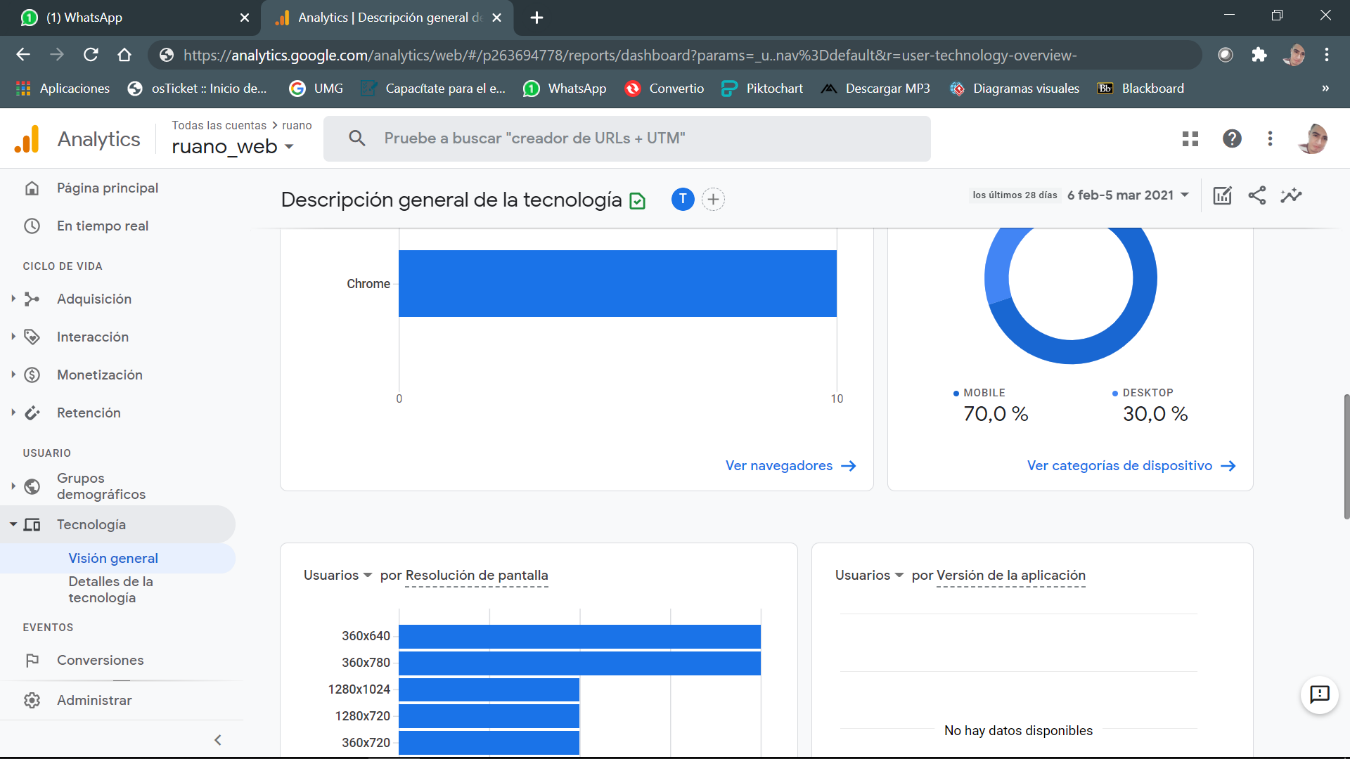 (1) WhatsApp
Analytics | Descripción general de
https://analytics.google.com/analytics/web/#/p263694778/reports/dashboard?params=_u..nav%3Ddefault&r=user-technology-overview-
Aplicaciones
osTicket :: Inicio de...
UMG
Capacítate para el e...
WhatsApp
Convertio
Piktochart
Descargar MP3
Diagramas visuales
Bb
Blackboard
»
Analytics
Todas las cuentas > ruano
ruano_web
Pruebe a buscar "creador de URLs + UTM"
Página principal
En tiempo real
CICLO DE VIDA
Adquisición
Interacción
Monetización
Retención
USUARIO
Grupos
demográficos
Tecnología
Visión general
Detalles de la
tecnología
EVENTOS
Conversiones
Administrar
Descripción general de la tecnología
T
los últimos 28 días
6 feb-5 mar 2021
Chrome
0
10
Ver navegadores
MOBILE
70,0 %
DESKTOP
30,0 %
Ver categorías de dispositivo
Usuarios por Resolución de pantalla
360x640
360x780
1280x1024
1280x720
360x720
Usuarios por Versión de la aplicación
No hay datos disponibles